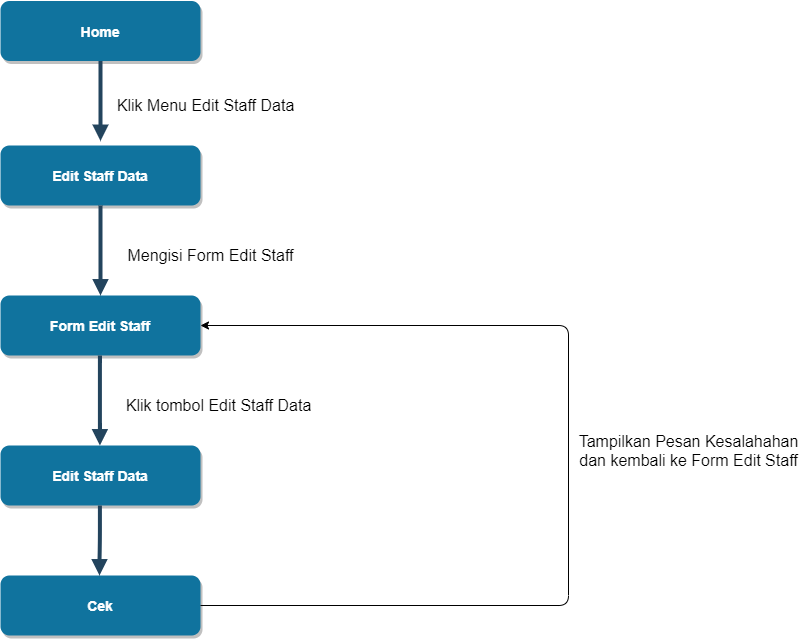 Home
Klik Menu Edit Staff Data
Edit Staff Data
Mengisi Form Edit Staff
Form Edit Staff
Klik tombol Edit Staff Data
Tampilkan Pesan Kesalahahan
dan kembali ke Form Edit Staff
Edit Staff Data
Cek